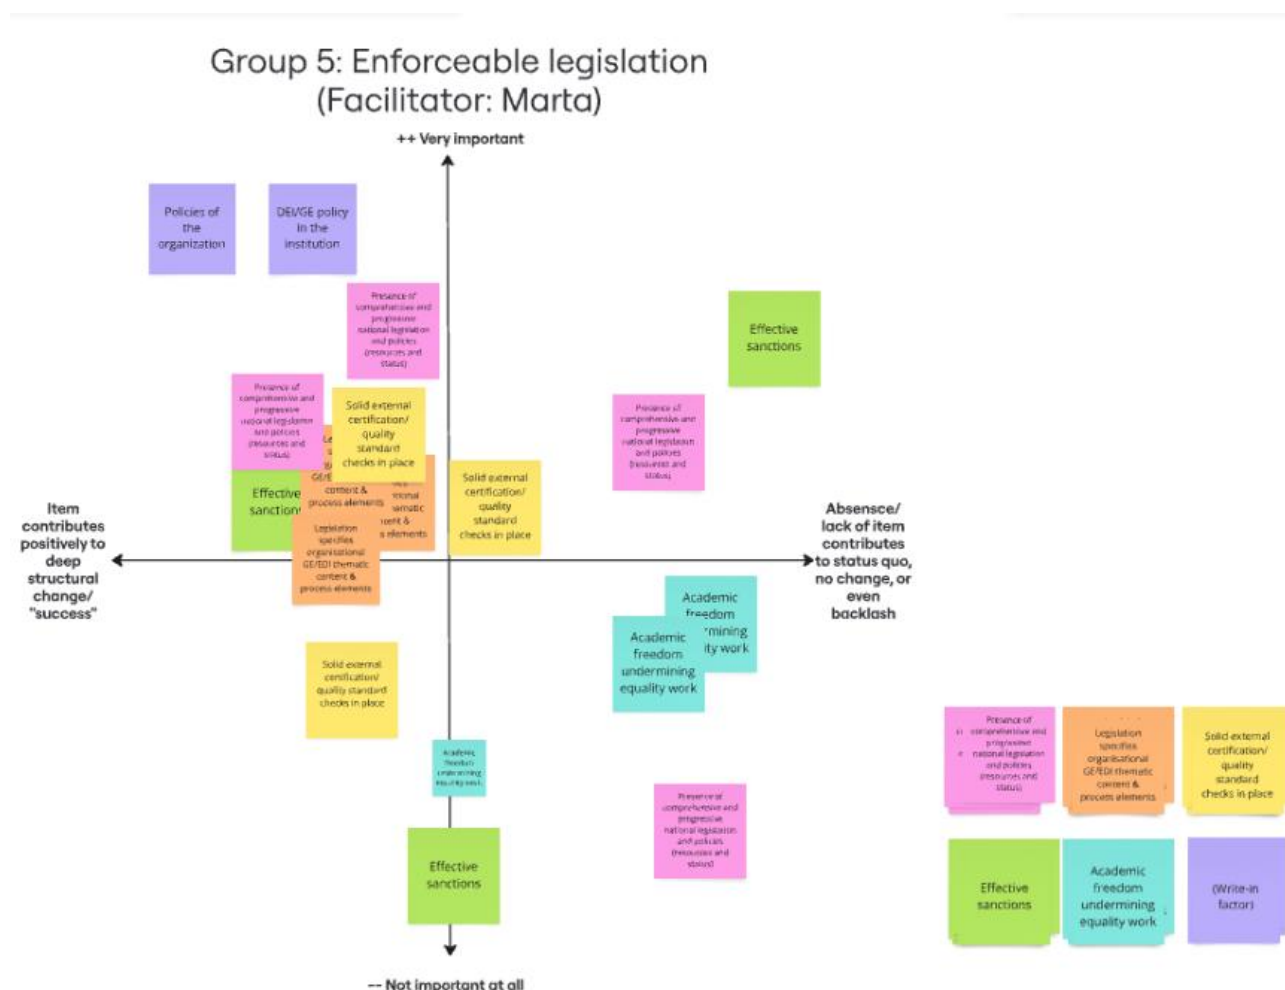 Group 5: Enforceable legislation
(Facilitator: Marta)
++ Very important
Policies of
the
organization
DEI/GE policy
in the
institution
Presence of
comprehensive and
progressive
national legislation
and policies
(resources and
status)
Effective
sanctions
Presence of
comprehensive and
progressive
national legislation
and policies
(resources and
status)
Solid external
certification/
quality
standard
checks in place
Presence of
comprehensive and
progressive
national legislation
and policies
(resources and
status)
Effective
sanctions
content &
process elements
Solid external
certification/
quality
standard
checks in place
Legislation
specifies
organisational
GE/EDI thematic
content &
process elements
Item
contributes
positively to
deep
structural
change/
"success"
Absensce/
lack of item
contributes
to status quo,
no change, or
even
backlash
Academic
freedom
Academic
freedom
undermining
equality work
Solid external
certification/
quality standard
checks in place
Academic
freedom
undermining
equality work
Presence of
comprehensive and
progressive
national legislation
and policies
(resources and
status)
Effective
sanctions
-- Not important at all
Presence of
comprehensive and
progressive
national legislation
and policies
(resources and
status)
Legislation
specifies
organisational
GE/EDI thematic
content &
process elements
Solid external
certification/
quality
standard
checks in place
Effective
sanctions
Academic
freedom
undermining
equality work
(Write-in
factor)